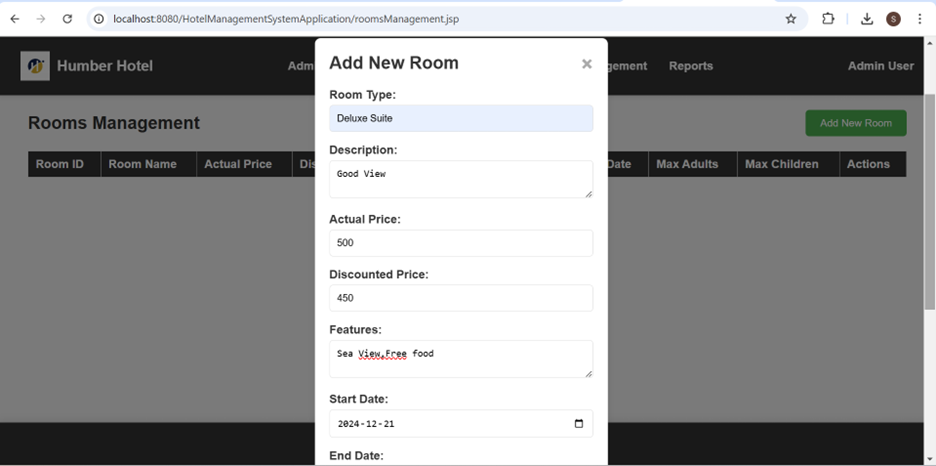 localhost:8080/HotelManagementSystemApplication/roomsManagement.jsp
S
Humber Hotel
Adm
gement
Reports
Admin User
Rooms Management
Add New Room
Room ID
Room Name
Actual Price
Dis
Date
Max Adults
Max Children
Actions
Add New Room
×
Room Type:
Deluxe Suite
Description:
Good View
Actual Price:
500
Discounted Price:
450
Features:
Sea View,Free food
Start Date:
2024-12-21
End Date: